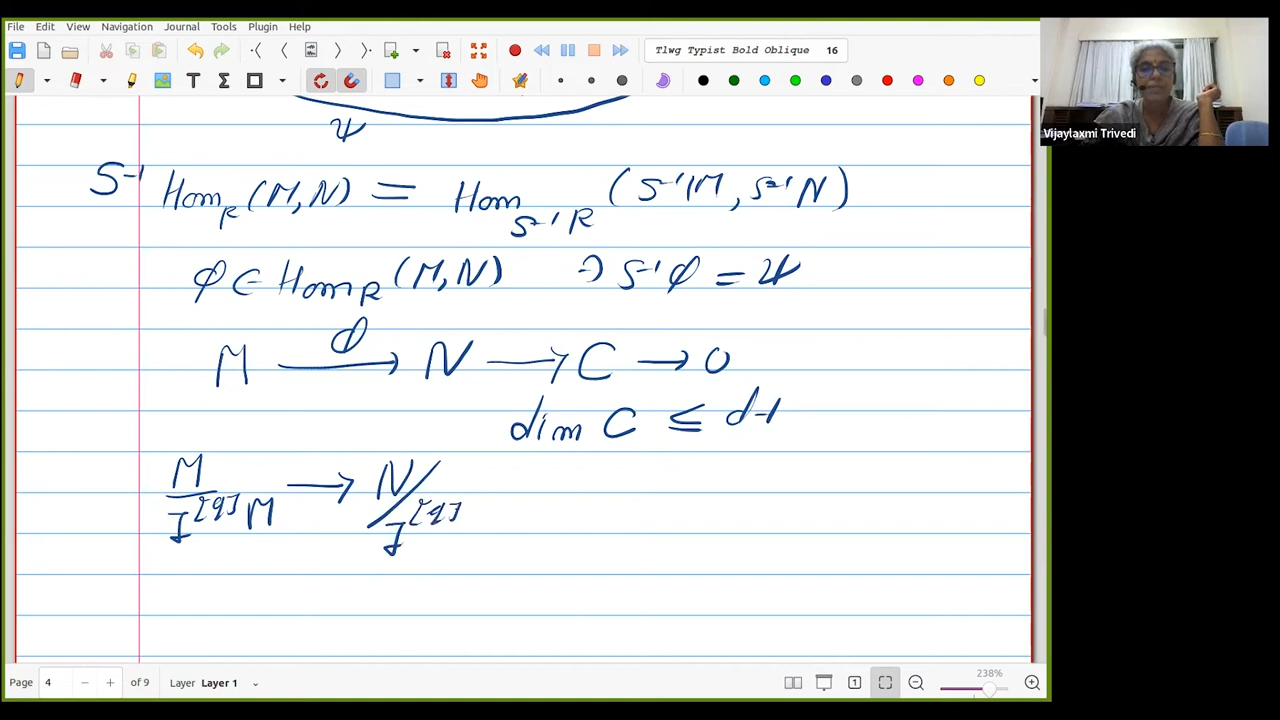 File Edit View Navigation Journal Tools Plugin Help
Tlwg Typist Bold Oblique 16
Vijaylaxmi Trivedi
ψ
S⁻¹ Hom_R (M,N) = Hom_{S⁻¹R} (S⁻¹M, S⁻¹N)
φ ∈ Hom_R (M,N) ⇒ S⁻¹φ = ψ
M —φ→ N → C → 0
dim C ≤ d-1
M/I^[q]M → N/I^[q]
Page 4 of 9 Layer Layer 1 238%